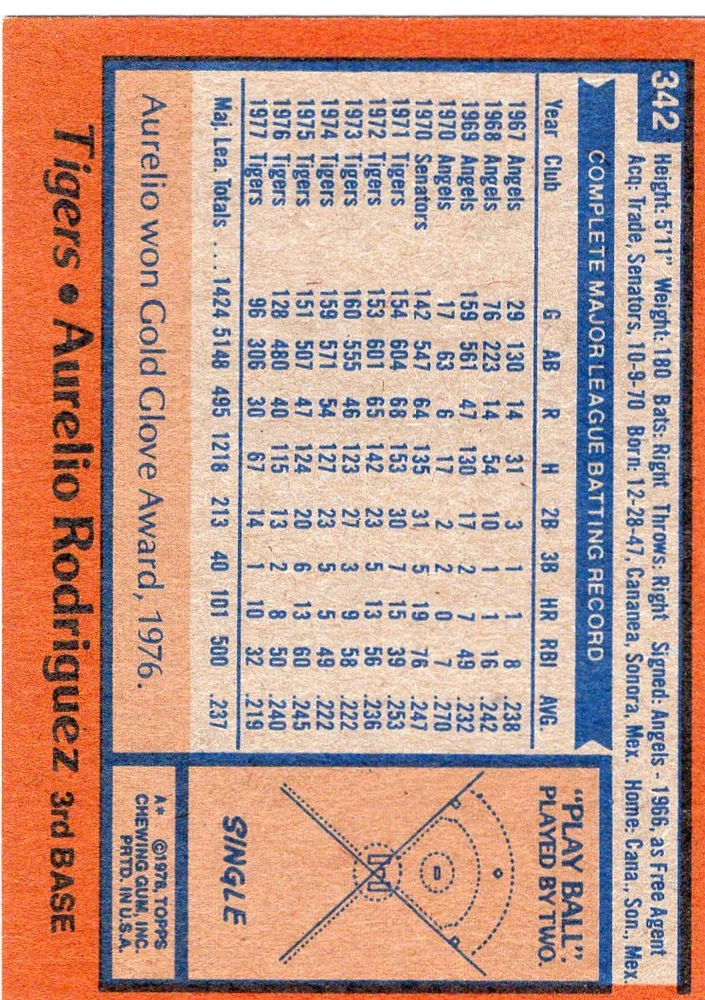 342
Height: 5'11" Weight: 180 Bats: Right Throws: Right Signed: Angels - 1966, as Free Agent
Acq: Trade, Senators, 10-9-70 Born: 12-28-47, Cananea, Sonora, Mex. Home: Cana., Son., Mex.
COMPLETE MAJOR LEAGUE BATTING RECORD
Year Club G AB R H 2B 3B HR RBI AVG
1967 Angels 29 130 14 31 3 1 1 8 .238
1968 Angels 76 223 14 54 10 1 1 16 .242
1969 Angels 159 561 47 130 17 2 7 49 .232
1970 Angels 17 63 6 17 2 2 0 7 .270
1970 Senators 142 547 64 135 31 5 19 76 .247
1971 Tigers 154 604 68 153 30 7 15 39 .253
1972 Tigers 153 601 65 142 23 5 13 56 .236
1973 Tigers 160 555 46 123 27 3 9 58 .222
1974 Tigers 159 571 54 127 23 5 5 49 .222
1975 Tigers 151 507 47 124 20 6 13 60 .245
1976 Tigers 128 480 40 115 13 2 8 50 .240
1977 Tigers 96 306 30 67 14 1 10 32 .219
Maj. Lea. Totals . . . 1424 5148 495 1218 213 40 101 500 .237
Aurelio won Gold Glove Award, 1976.
"PLAY BALL"
PLAYED BY TWO.
SINGLE
A* ©1978, TOPPS
CHEWING GUM, INC.
PRTD. IN U.S.A.
Tigers • Aurelio Rodriguez 3rd BASE